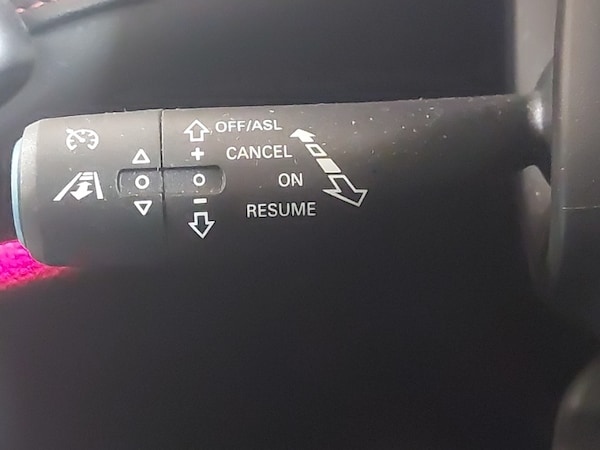 OFF/ASL
+ CANCEL
ON
- RESUME